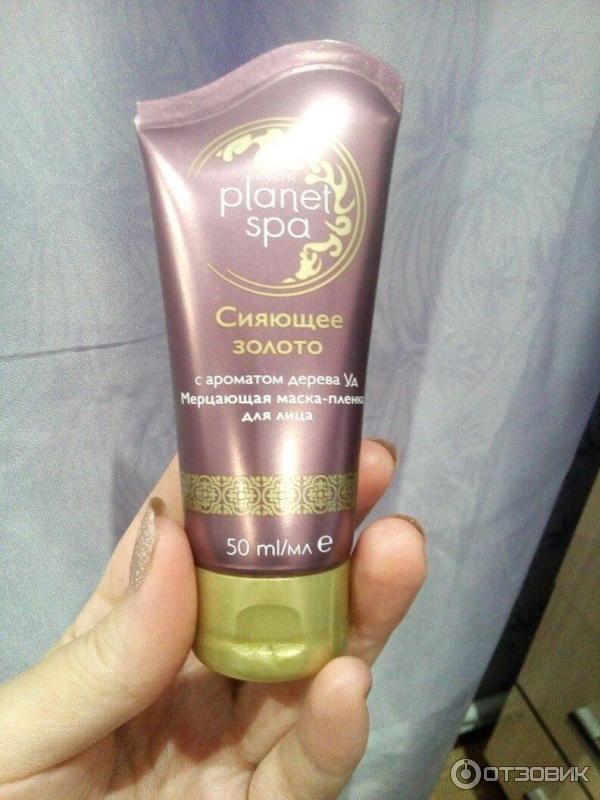 AVON
planet
spa
Сияющее
золото
с ароматом дерева Уд
Мерцающая маска-пленка
для лица
50 ml/мл e
ОТЗОВИК